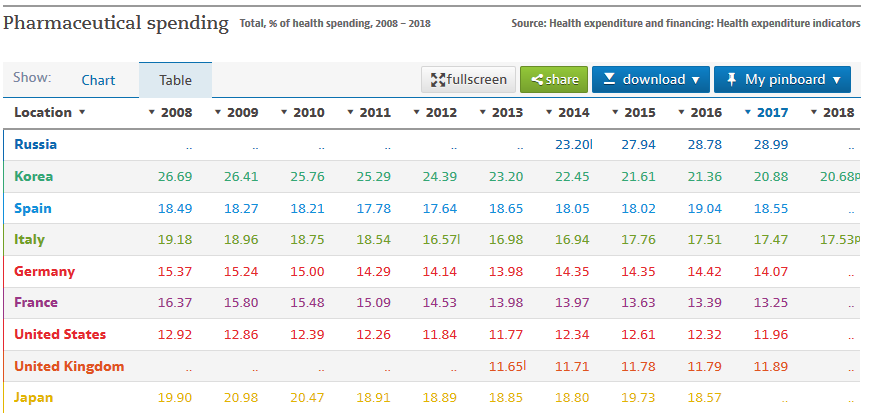 Pharmaceutical spending Total, % of health spending, 2008 – 2018 Source: Health expenditure and financing: Health expenditure indicators
Show: Chart Table fullscreen share download ▼ My pinboard ▼
Location ▼ ▼ 2008 ▼ 2009 ▼ 2010 ▼ 2011 ▼ 2012 ▼ 2013 ▼ 2014 ▼ 2015 ▼ 2016 ▼ 2017 ▼ 2018
Russia .. .. .. .. .. .. 23.20| 27.94 28.78 28.99 ..
Korea 26.69 26.41 25.76 25.29 24.39 23.20 22.45 21.61 21.36 20.88 20.68p
Spain 18.49 18.27 18.21 17.78 17.64 18.65 18.05 18.02 19.04 18.55 ..
Italy 19.18 18.96 18.75 18.54 16.57| 16.98 16.94 17.76 17.51 17.47 17.53p
Germany 15.37 15.24 15.00 14.29 14.14 13.98 14.35 14.35 14.42 14.07 ..
France 16.37 15.80 15.48 15.09 14.53 13.98 13.97 13.63 13.39 13.25 ..
United States 12.92 12.86 12.39 12.26 11.84 11.77 12.34 12.61 12.32 11.96 ..
United Kingdom .. .. .. .. .. 11.65| 11.71 11.78 11.79 11.89 ..
Japan 19.90 20.98 20.47 18.91 18.89 18.85 18.80 19.73 18.57 .. ..